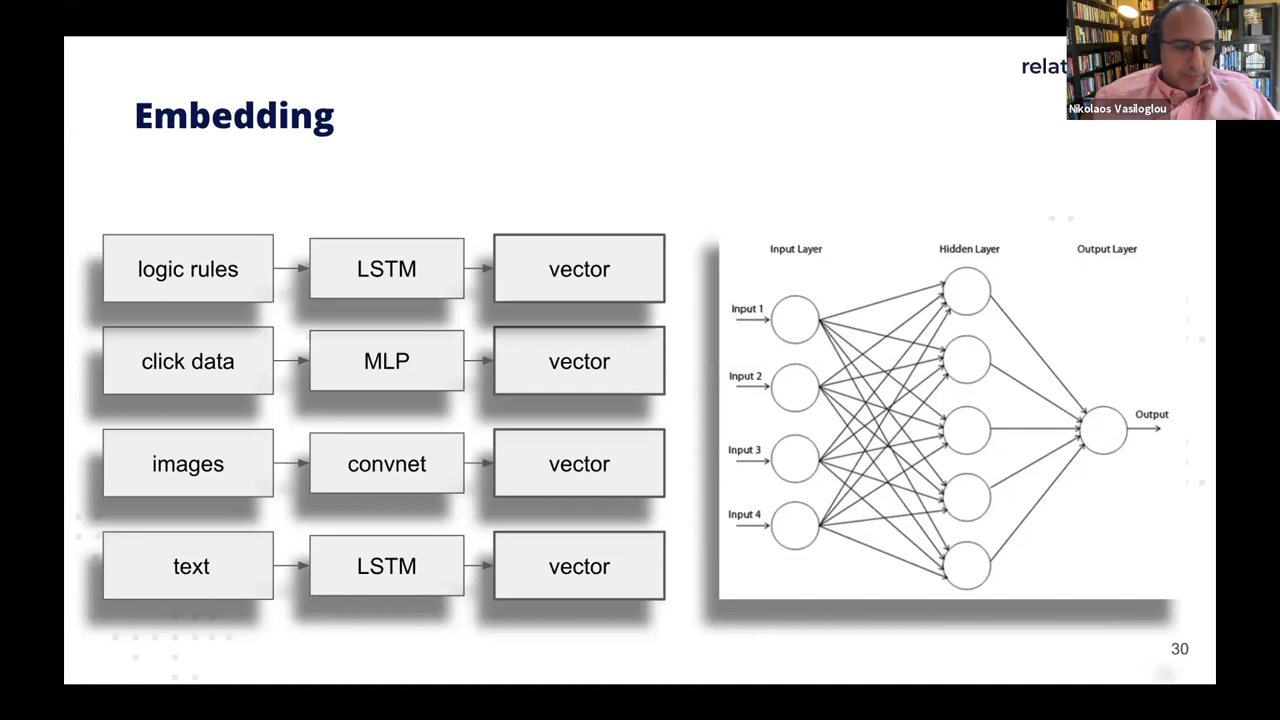 relat
Nikolaos Vasiloglou
Embedding
logic rules
LSTM
vector
click data
MLP
vector
images
convnet
vector
text
LSTM
vector
Input Layer
Hidden Layer
Output Layer
Input 1
Input 2
Input 3
Input 4
Output
30